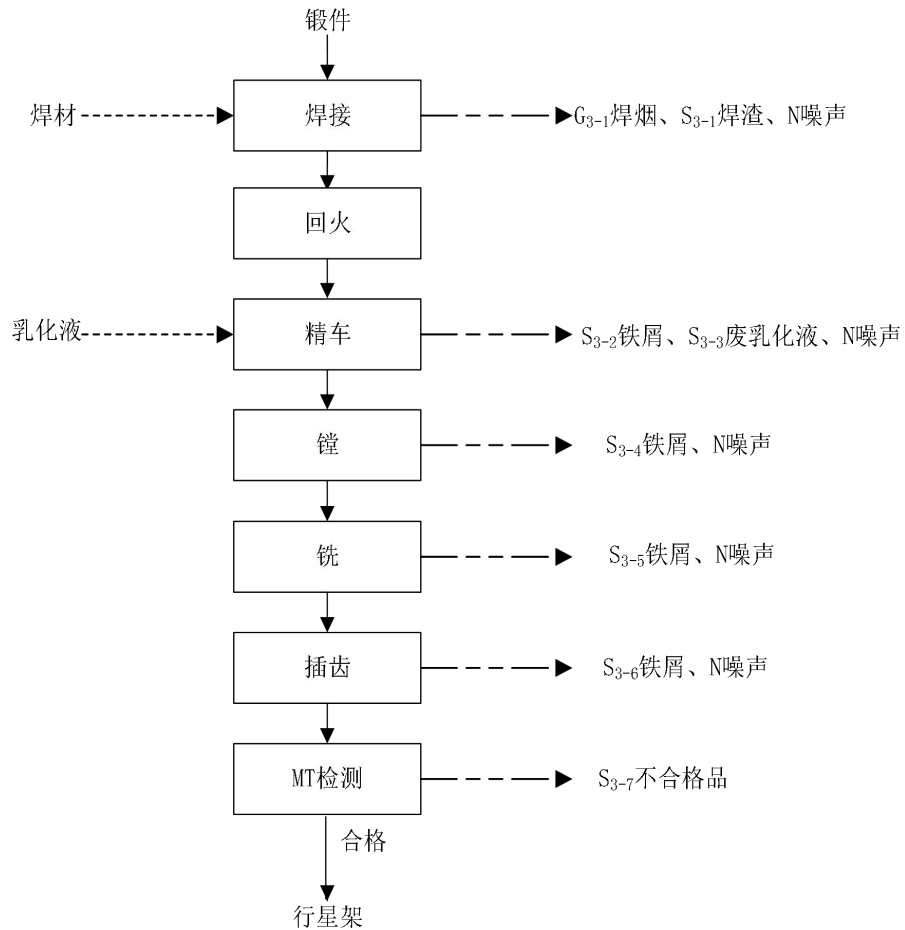 锻件
焊材
焊接
G3-1焊烟、S3-1焊渣、N噪声
回火
乳化液
精车
S3-2铁屑、S3-3废乳化液、N噪声
镗
S3-4铁屑、N噪声
铣
S3-5铁屑、N噪声
插齿
S3-6铁屑、N噪声
MT检测
S3-7不合格品
合格
行星架